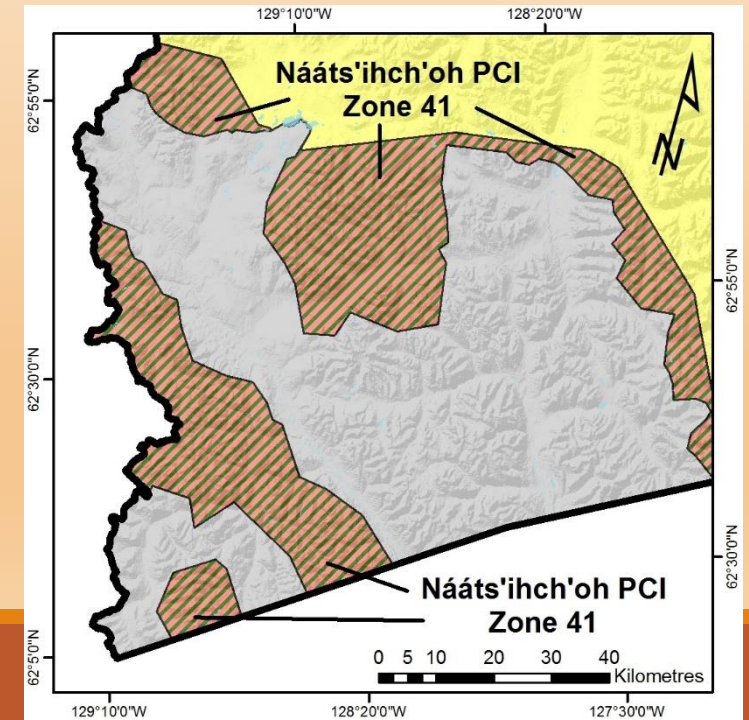 129°10'0"W
128°20'0"W
Nááts'ihch'oh PCI
Zone 41
N
62°55'0"N
62°55'0"N
62°30'0"N
62°30'0"N
Nááts'ihch'oh PCI
Zone 41
0 5 10 20 30 40
Kilometres
62°5'0"N
129°10'0"W
128°20'0"W
127°30'0"W